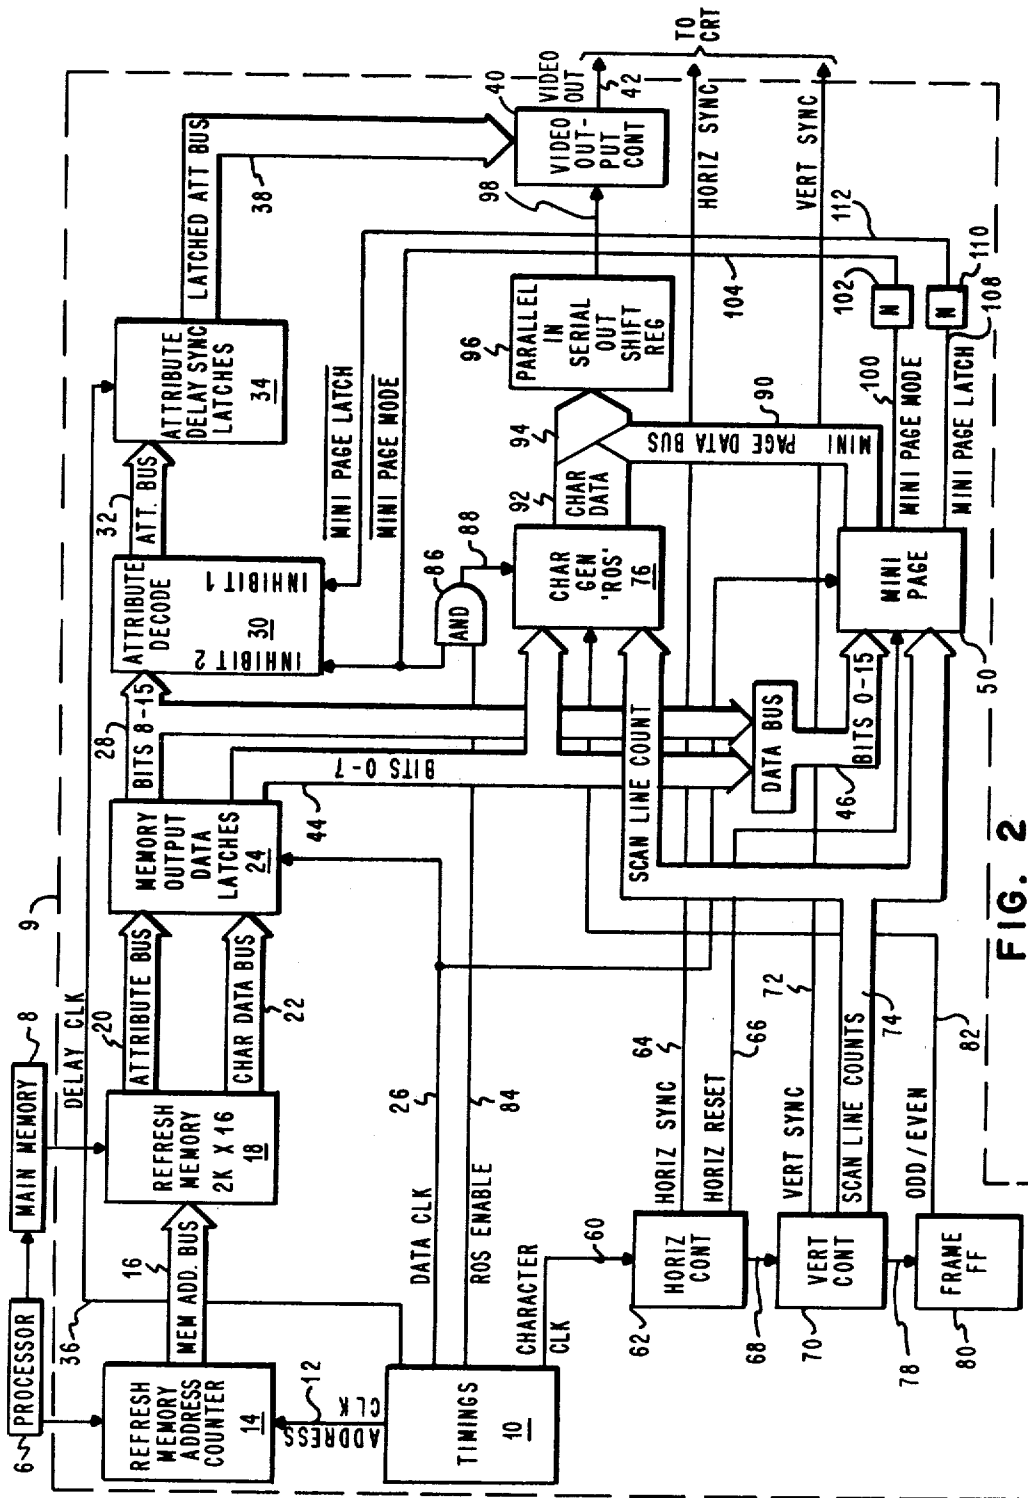 6
PROCESSOR
MAIN MEMORY
8
9
36
DELAY CLK
REFRESH
MEMORY
ADDRESS
COUNTER
14
16
MEM ADD. BUS
REFRESH
MEMORY
2K X 16
18
20
ATTRIBUTE BUS
CHAR DATA BUS
22
MEMORY
OUTPUT
DATA
LATCHES
24
28
BITS 8-15
BITS 0-7
44
ATTRIBUTE
DECODE
30
INHIBIT 2
INHIBIT 1
32
ATT. BUS
ATTRIBUTE
DELAY SYNC
LATCHES
34
LATCHED ATT BUS
38
MINI PAGE LATCH
MINI PAGE MODE
12
ADDRESS
CLK
TIMINGS
10
DATA CLK
26
ROS ENABLE
84
CHARACTER
CLK
60
AND
86
88
CHAR
GEN
'ROS'
76
92
CHAR
DATA
94
96
PARALLEL
IN
SERIAL
OUT
SHIFT
REG
98
VIDEO
OUT-
PUT
CONT
40
VIDEO
OUT
42
TO
CRT
HORIZ SYNC
VERT SYNC
62
HORIZ
CONT
HORIZ SYNC
64
HORIZ RESET
66
68
SCAN LINE COUNT
DATA BUS
46
BITS 0-15
MINI
PAGE DATA BUS
90
70
VERT
CONT
VERT SYNC
72
SCAN LINE COUNTS
74
78
80
FRAME
FF
ODD/EVEN
82
MINI
PAGE
50
MINI PAGE MODE
100
MINI PAGE LATCH
108
N
102
N
110
104
112
FIG. 2